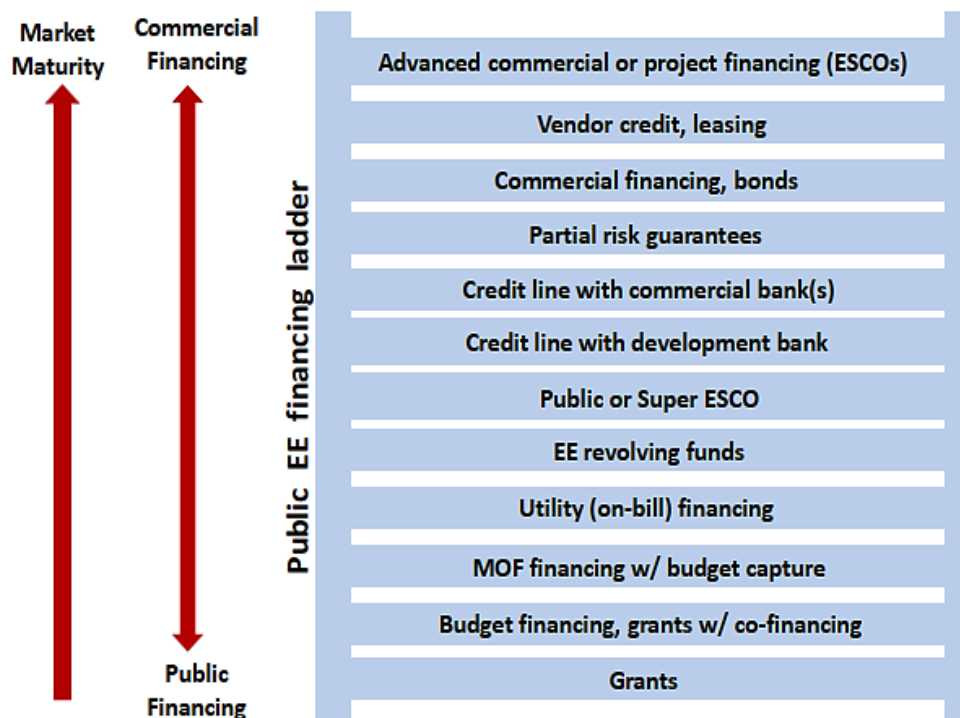 Market
Maturity
Commercial
Financing
Public EE financing ladder
Advanced commercial or project financing (ESCOs)
Vendor credit, leasing
Commercial financing, bonds
Partial risk guarantees
Credit line with commercial bank(s)
Credit line with development bank
Public or Super ESCO
EE revolving funds
Utility (on-bill) financing
MOF financing w/ budget capture
Budget financing, grants w/ co-financing
Grants
Public
Financing